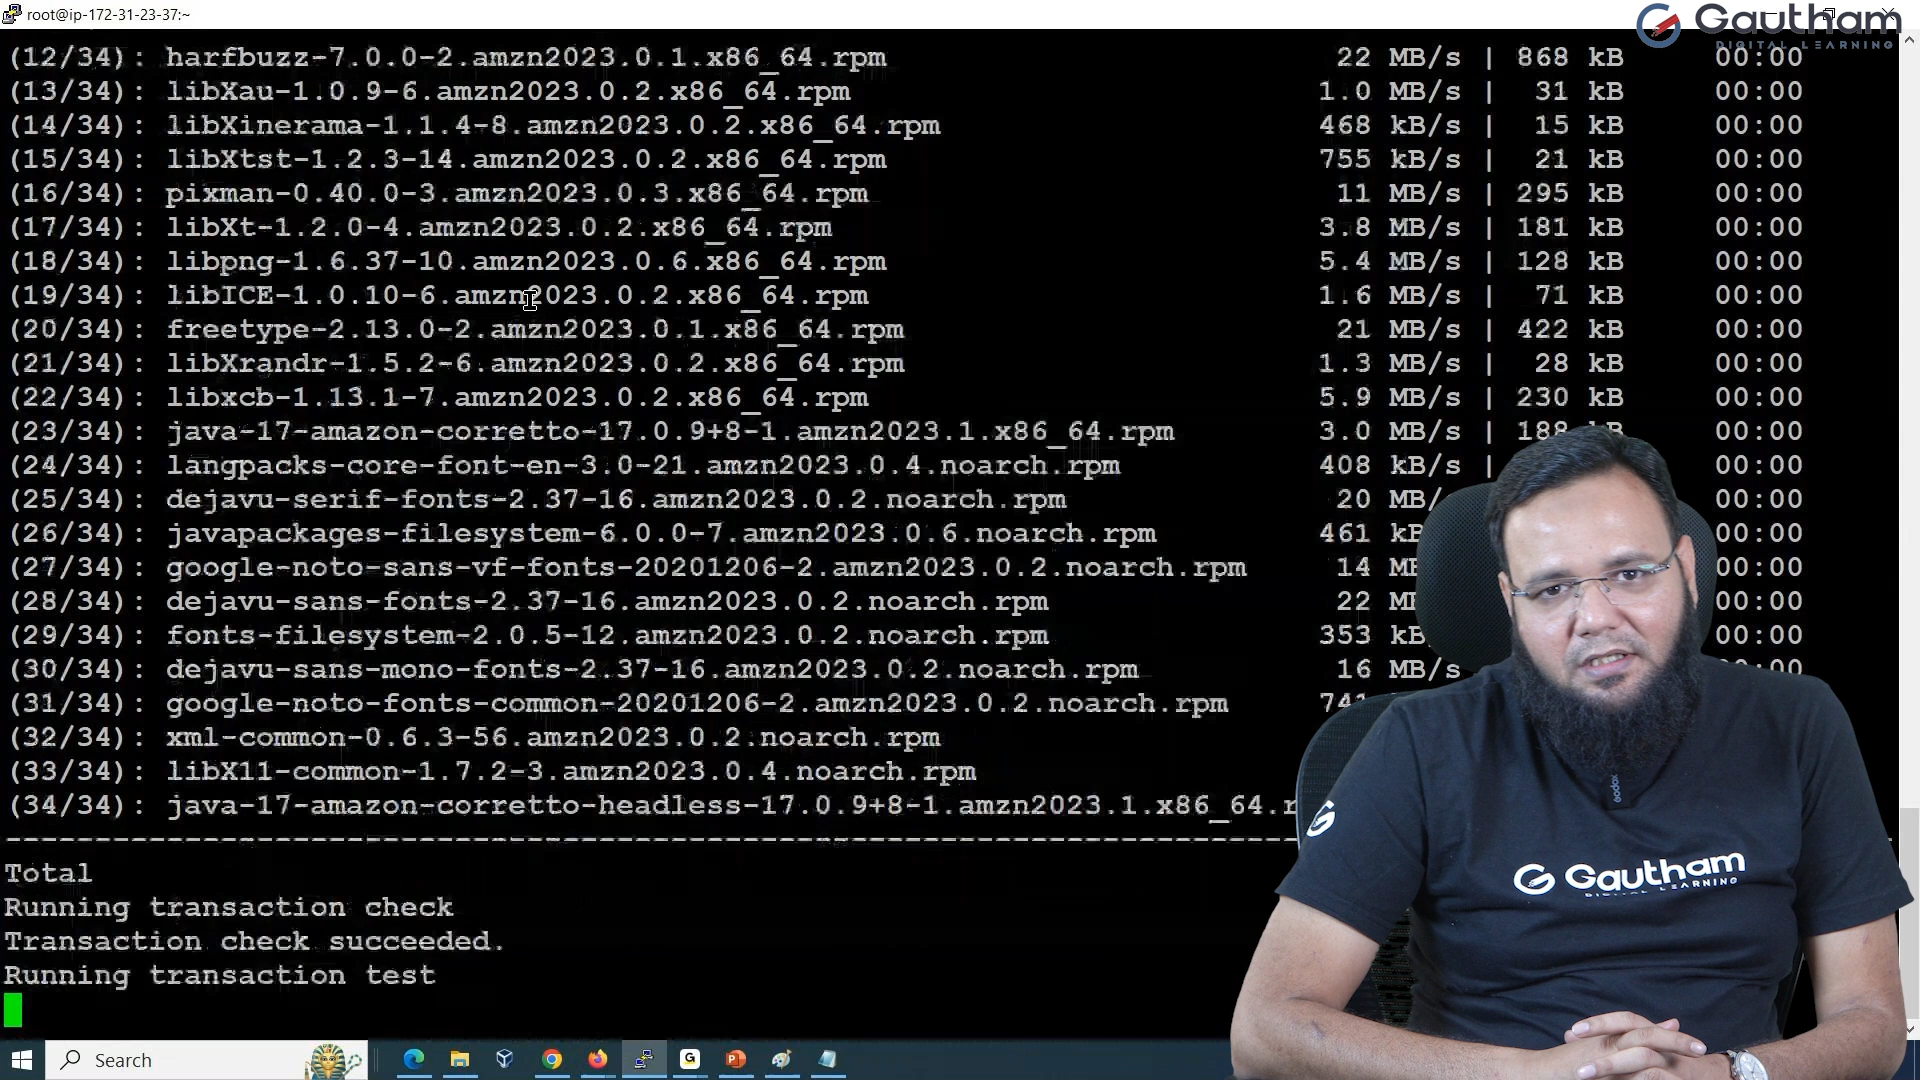 root@ip-172-31-23-37:~
Gautham
DIGITAL LEARNING
(12/34): harfbuzz-7.0.0-2.amzn2023.0.1.x86_64.rpm 22 MB/s | 868 kB 00:00
(13/34): libXau-1.0.9-6.amzn2023.0.2.x86_64.rpm 1.0 MB/s | 31 kB 00:00
(14/34): libXinerama-1.1.4-8.amzn2023.0.2.x86_64.rpm 468 kB/s | 15 kB 00:00
(15/34): libXtst-1.2.3-14.amzn2023.0.2.x86_64.rpm 755 kB/s | 21 kB 00:00
(16/34): pixman-0.40.0-3.amzn2023.0.3.x86_64.rpm 11 MB/s | 295 kB 00:00
(17/34): libXt-1.2.0-4.amzn2023.0.2.x86_64.rpm 3.8 MB/s | 181 kB 00:00
(18/34): libpng-1.6.37-10.amzn2023.0.6.x86_64.rpm 5.4 MB/s | 128 kB 00:00
(19/34): libICE-1.0.10-6.amzn2023.0.2.x86_64.rpm 1.6 MB/s | 71 kB 00:00
(20/34): freetype-2.13.0-2.amzn2023.0.1.x86_64.rpm 21 MB/s | 422 kB 00:00
(21/34): libXrandr-1.5.2-6.amzn2023.0.2.x86_64.rpm 1.3 MB/s | 28 kB 00:00
(22/34): libxcb-1.13.1-7.amzn2023.0.2.x86_64.rpm 5.9 MB/s | 230 kB 00:00
(23/34): java-17-amazon-corretto-17.0.9+8-1.amzn2023.1.x86_64.rpm 3.0 MB/s | 188 kB 00:00
(24/34): langpacks-core-font-en-3.0-21.amzn2023.0.4.noarch.rpm 408 kB/s | 00:00
(25/34): dejavu-serif-fonts-2.37-16.amzn2023.0.2.noarch.rpm 20 MB/ 00:00
(26/34): javapackages-filesystem-6.0.0-7.amzn2023.0.6.noarch.rpm 461 kB 00:00
(27/34): google-noto-sans-vf-fonts-20201206-2.amzn2023.0.2.noarch.rpm 14 MB 00:00
(28/34): dejavu-sans-fonts-2.37-16.amzn2023.0.2.noarch.rpm 22 MB 00:00
(29/34): fonts-filesystem-2.0.5-12.amzn2023.0.2.noarch.rpm 353 kB 00:00
(30/34): dejavu-sans-mono-fonts-2.37-16.amzn2023.0.2.noarch.rpm 16 MB/s 00:00
(31/34): google-noto-fonts-common-20201206-2.amzn2023.0.2.noarch.rpm 741
(32/34): xml-common-0.6.3-56.amzn2023.0.2.noarch.rpm
(33/34): libX11-common-1.7.2-3.amzn2023.0.4.noarch.rpm
(34/34): java-17-amazon-corretto-headless-17.0.9+8-1.amzn2023.1.x86_64.r
Total
Running transaction check
Transaction check succeeded.
Running transaction test
Gautham
DIGITAL LEARNING
Godox
Search